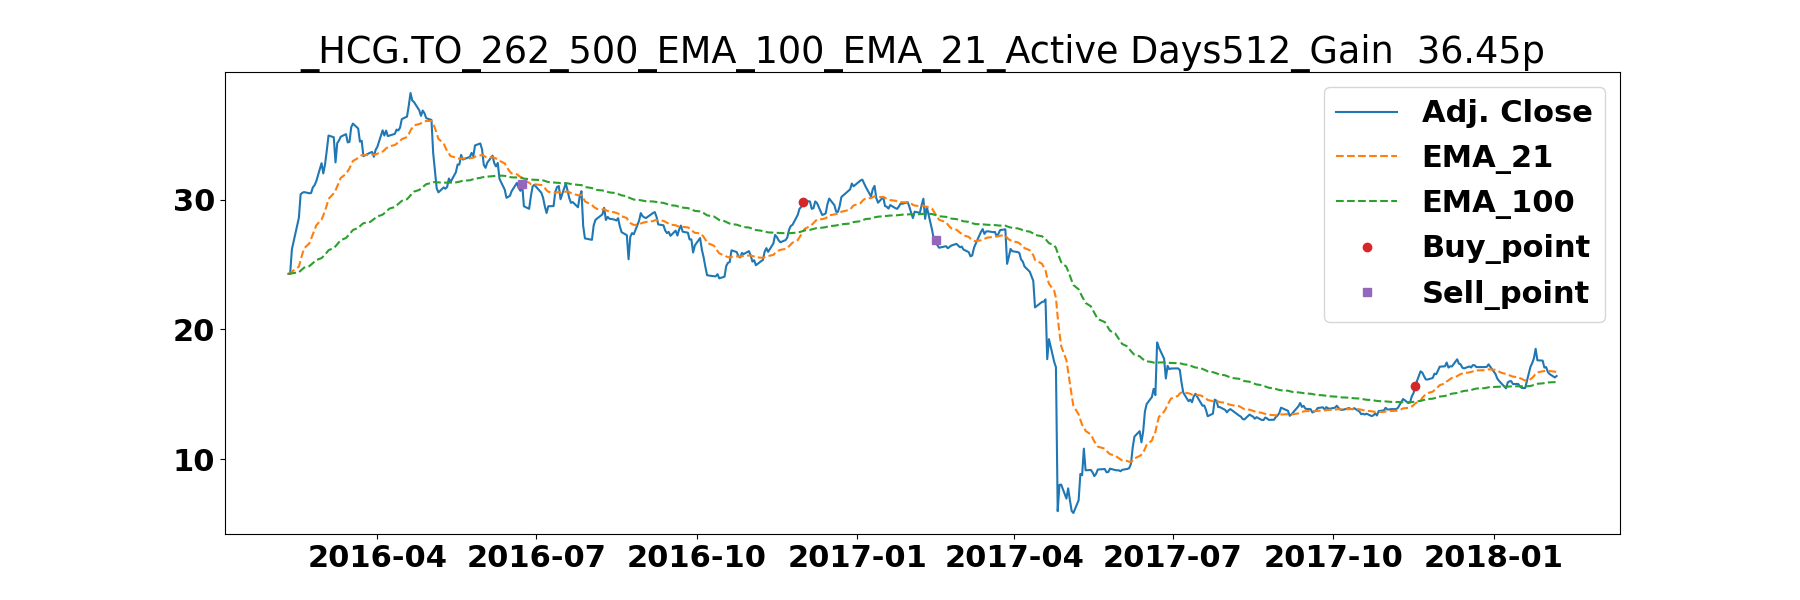 _HCG.TO_262_500_EMA_100_EMA_21_Active Days512_Gain  36.45p
Adj. Close
EMA_21
EMA_100
Buy_point
Sell_point
30
20
10
2016-04 2016-07 2016-10 2017-01 2017-04 2017-07 2017-10 2018-01